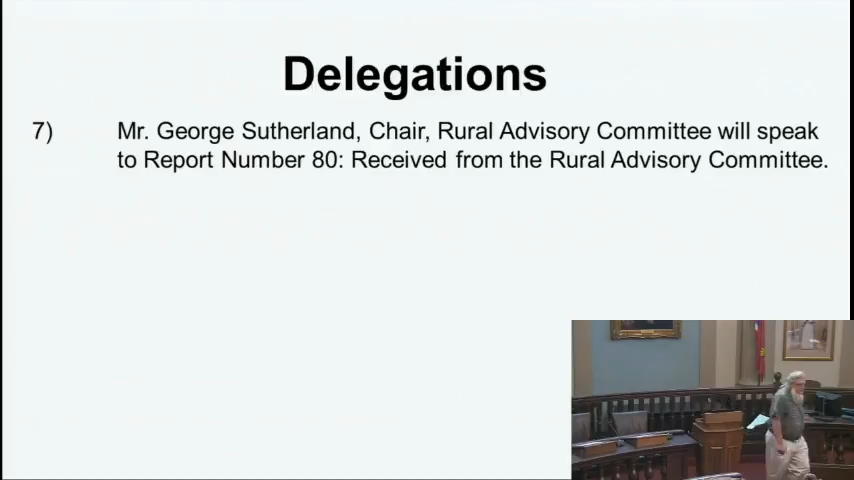 Delegations
7) Mr. George Sutherland, Chair, Rural Advisory Committee will speak
to Report Number 80: Received from the Rural Advisory Committee.